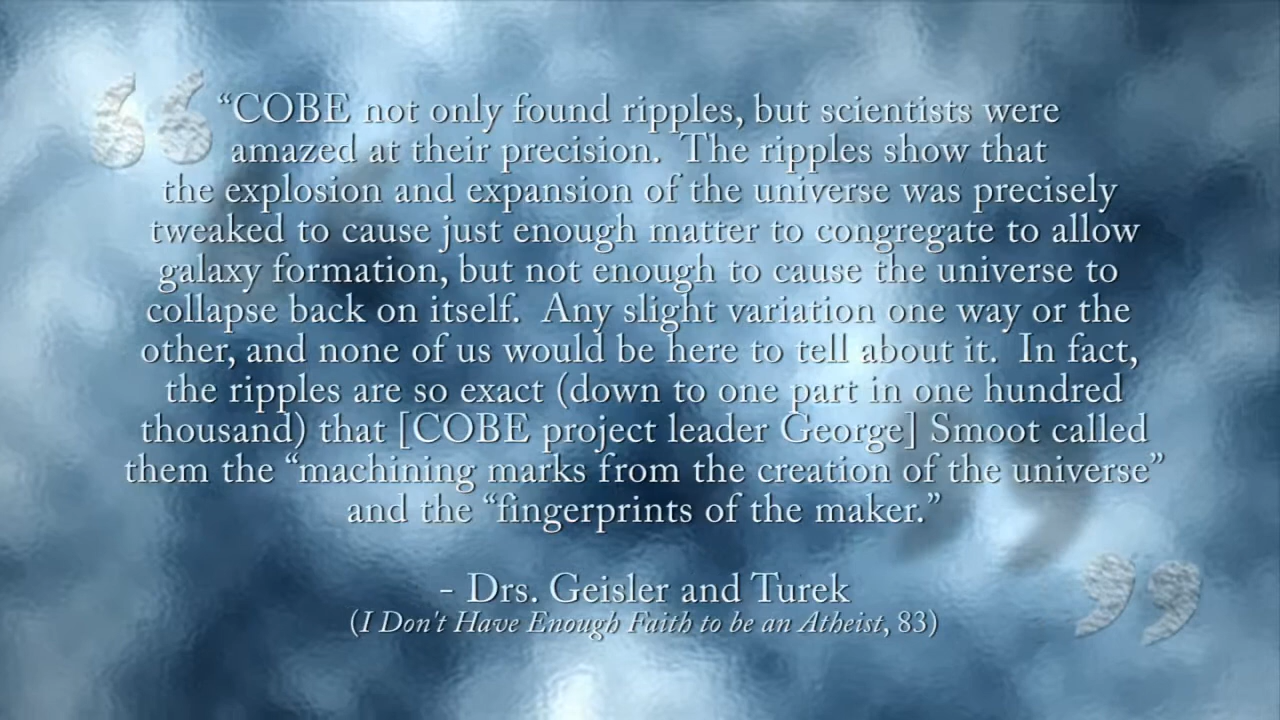 “COBE not only found ripples, but scientists were
amazed at their precision. The ripples show that
the explosion and expansion of the universe was precisely
tweaked to cause just enough matter to congregate to allow
galaxy formation, but not enough to cause the universe to
collapse back on itself. Any slight variation one way or the
other, and none of us would be here to tell about it. In fact,
the ripples are so exact (down to one part in one hundred
thousand) that [COBE project leader George] Smoot called
them the “machining marks from the creation of the universe”
and the “fingerprints of the maker.”
- Drs. Geisler and Turek
(I Don't Have Enough Faith to be an Atheist, 83)